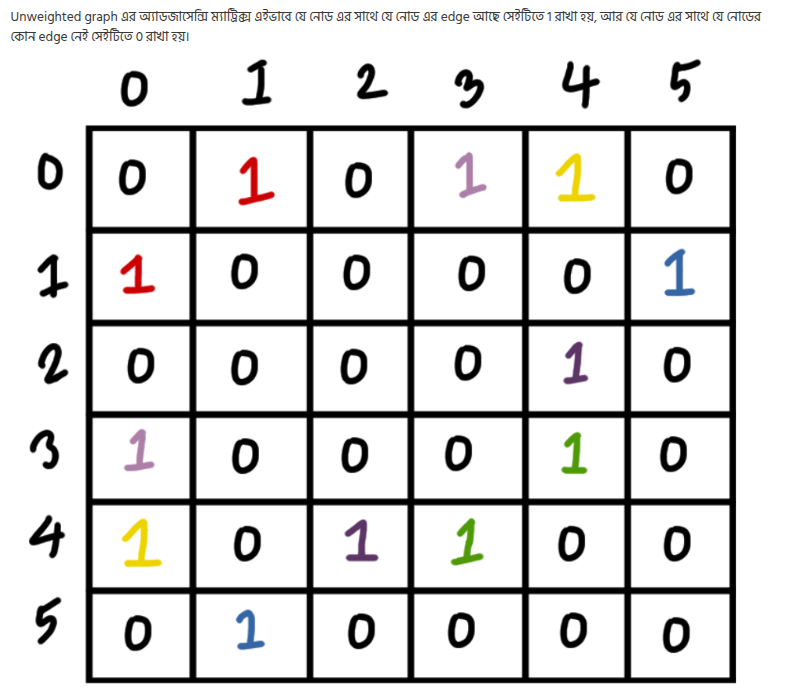 Unweighted graph এর অ্যাডজাসেন্সি ম্যাট্রিক্স এইভাবে যে নোড এর সাথে যে নোড এর edge আছে সেইটিতে 1 রাখা হয়, আর যে নোড এর সাথে যে নোডের
কোন edge নেই সেইটিতে 0 রাখা হয়।
0 1 2 3 4 5
0 0 1 0 1 1 0
1 1 0 0 0 0 1
2 0 0 0 0 1 0
3 1 0 0 0 1 0
4 1 0 1 1 0 0
5 0 1 0 0 0 0